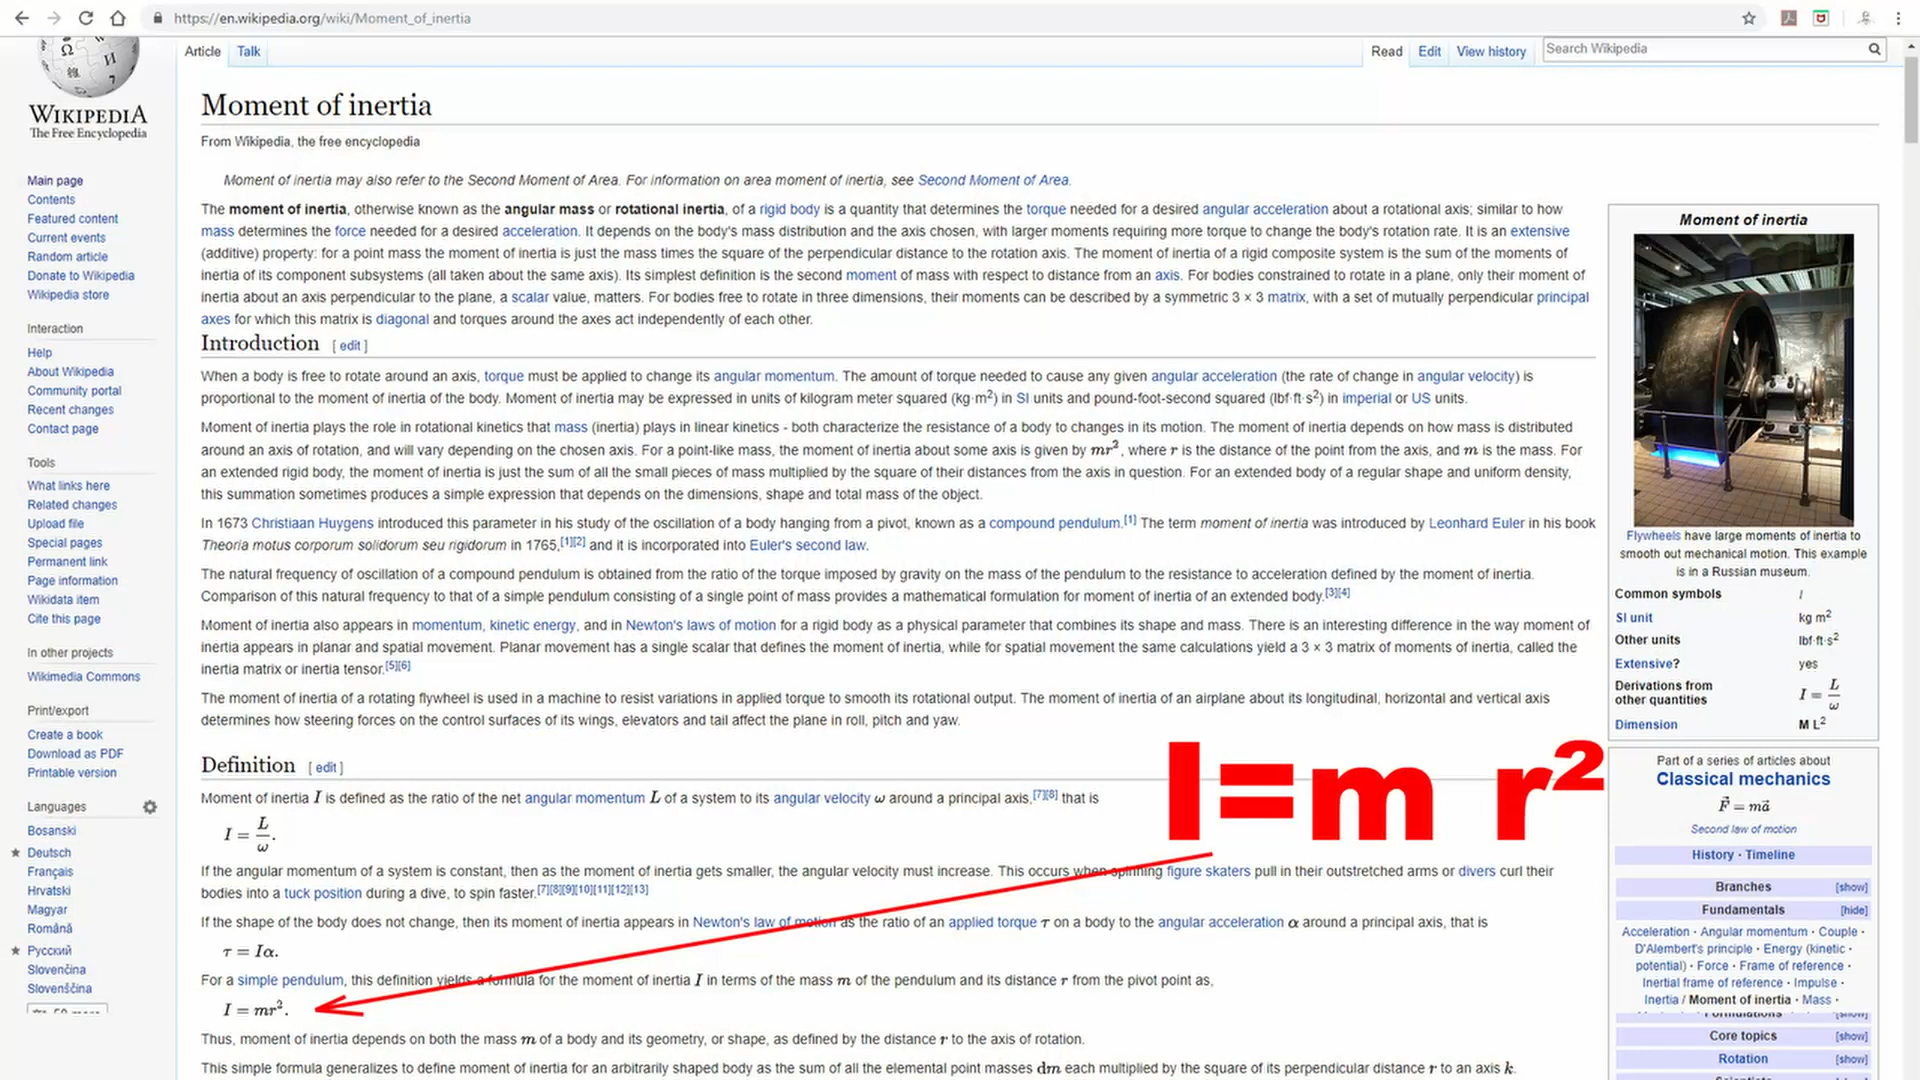 https://en.wikipedia.org/wiki/Moment_of_inertia
WIKIPEDIA
The Free Encyclopedia
Main page
Contents
Featured content
Current events
Random article
Donate to Wikipedia
Wikipedia store
Interaction
Help
About Wikipedia
Community portal
Recent changes
Contact page
Tools
What links here
Related changes
Upload file
Special pages
Permanent link
Page information
Wikidata item
Cite this page
In other projects
Wikimedia Commons
Print/export
Create a book
Download as PDF
Printable version
Languages
Bosanski
Deutsch
Français
Hrvatski
Magyar
Română
Русский
Slovenčina
Slovenščina
Article Talk
Read Edit View history Search Wikipedia
Moment of inertia
From Wikipedia, the free encyclopedia
Moment of inertia may also refer to the Second Moment of Area. For information on area moment of inertia, see Second Moment of Area.
The moment of inertia, otherwise known as the angular mass or rotational inertia, of a rigid body is a quantity that determines the torque needed for a desired angular acceleration about a rotational axis; similar to how
mass determines the force needed for a desired acceleration. It depends on the body's mass distribution and the axis chosen, with larger moments requiring more torque to change the body's rotation rate. It is an extensive
(additive) property: for a point mass the moment of inertia is just the mass times the square of the perpendicular distance to the rotation axis. The moment of inertia of a rigid composite system is the sum of the moments of
inertia of its component subsystems (all taken about the same axis). Its simplest definition is the second moment of mass with respect to distance from an axis. For bodies constrained to rotate in a plane, only their moment of
inertia about an axis perpendicular to the plane, a scalar value, matters. For bodies free to rotate in three dimensions, their moments can be described by a symmetric 3 × 3 matrix, with a set of mutually perpendicular principal
axes for which this matrix is diagonal and torques around the axes act independently of each other.
Introduction [ edit ]
When a body is free to rotate around an axis, torque must be applied to change its angular momentum. The amount of torque needed to cause any given angular acceleration (the rate of change in angular velocity) is
proportional to the moment of inertia of the body. Moment of inertia may be expressed in units of kilogram meter squared (kg·m²) in SI units and pound-foot-second squared (lbf·ft·s²) in imperial or US units.
Moment of inertia plays the role in rotational kinetics that mass (inertia) plays in linear kinetics - both characterize the resistance of a body to changes in its motion. The moment of inertia depends on how mass is distributed
around an axis of rotation, and will vary depending on the chosen axis. For a point-like mass, the moment of inertia about some axis is given by mr², where r is the distance of the point from the axis, and m is the mass. For
an extended rigid body, the moment of inertia is just the sum of all the small pieces of mass multiplied by the square of their distances from the axis in question. For an extended body of a regular shape and uniform density,
this summation sometimes produces a simple expression that depends on the dimensions, shape and total mass of the object.
In 1673 Christiaan Huygens introduced this parameter in his study of the oscillation of a body hanging from a pivot, known as a compound pendulum.[1] The term moment of inertia was introduced by Leonhard Euler in his book
Theoria motus corporum solidorum seu rigidorum in 1765,[1][2] and it is incorporated into Euler's second law.
The natural frequency of oscillation of a compound pendulum is obtained from the ratio of the torque imposed by gravity on the mass of the pendulum to the resistance to acceleration defined by the moment of inertia.
Comparison of this natural frequency to that of a simple pendulum consisting of a single point of mass provides a mathematical formulation for moment of inertia of an extended body.[3][4]
Moment of inertia also appears in momentum, kinetic energy, and in Newton's laws of motion for a rigid body as a physical parameter that combines its shape and mass. There is an interesting difference in the way moment of
inertia appears in planar and spatial movement. Planar movement has a single scalar that defines the moment of inertia, while for spatial movement the same calculations yield a 3 × 3 matrix of moments of inertia, called the
inertia matrix or inertia tensor.[5][6]
The moment of inertia of a rotating flywheel is used in a machine to resist variations in applied torque to smooth its rotational output. The moment of inertia of an airplane about its longitudinal, horizontal and vertical axis
determines how steering forces on the control surfaces of its wings, elevators and tail affect the plane in roll, pitch and yaw.
Definition [ edit ]
I=m r²
Moment of inertia I is defined as the ratio of the net angular momentum L of a system to its angular velocity ω around a principal axis,[7][8] that is
I = L/ω.
If the angular momentum of a system is constant, then as the moment of inertia gets smaller, the angular velocity must increase. This occurs when spinning figure skaters pull in their outstretched arms or divers curl their
bodies into a tuck position during a dive, to spin faster.[7][8][9][10][11][12][13]
If the shape of the body does not change, then its moment of inertia appears in Newton's law of motion as the ratio of an applied torque τ on a body to the angular acceleration α around a principal axis, that is
τ = Iα.
For a simple pendulum, this definition yields a formula for the moment of inertia I in terms of the mass m of the pendulum and its distance r from the pivot point as,
I = mr².
Thus, moment of inertia depends on both the mass m of a body and its geometry, or shape, as defined by the distance r to the axis of rotation.
This simple formula generalizes to define moment of inertia for an arbitrarily shaped body as the sum of all the elemental point masses dm each multiplied by the square of its perpendicular distance r to an axis k.
Moment of inertia
Flywheels have large moments of inertia to
smooth out mechanical motion. This example
is in a Russian museum.
Common symbols I
SI unit kg m²
Other units lbf·ft·s²
Extensive? yes
Derivations from
other quantities I = L/ω
Dimension M L²
Part of a series of articles about
Classical mechanics
F⃗ = ma⃗
Second law of motion
History · Timeline
Branches [show]
Fundamentals [hide]
Acceleration · Angular momentum · Couple ·
D'Alembert's principle · Energy (kinetic ·
potential) · Force · Frame of reference ·
Inertial frame of reference · Impulse ·
Inertia / Moment of inertia · Mass ·
Formulations [show]
Core topics [show]
Rotation [show]